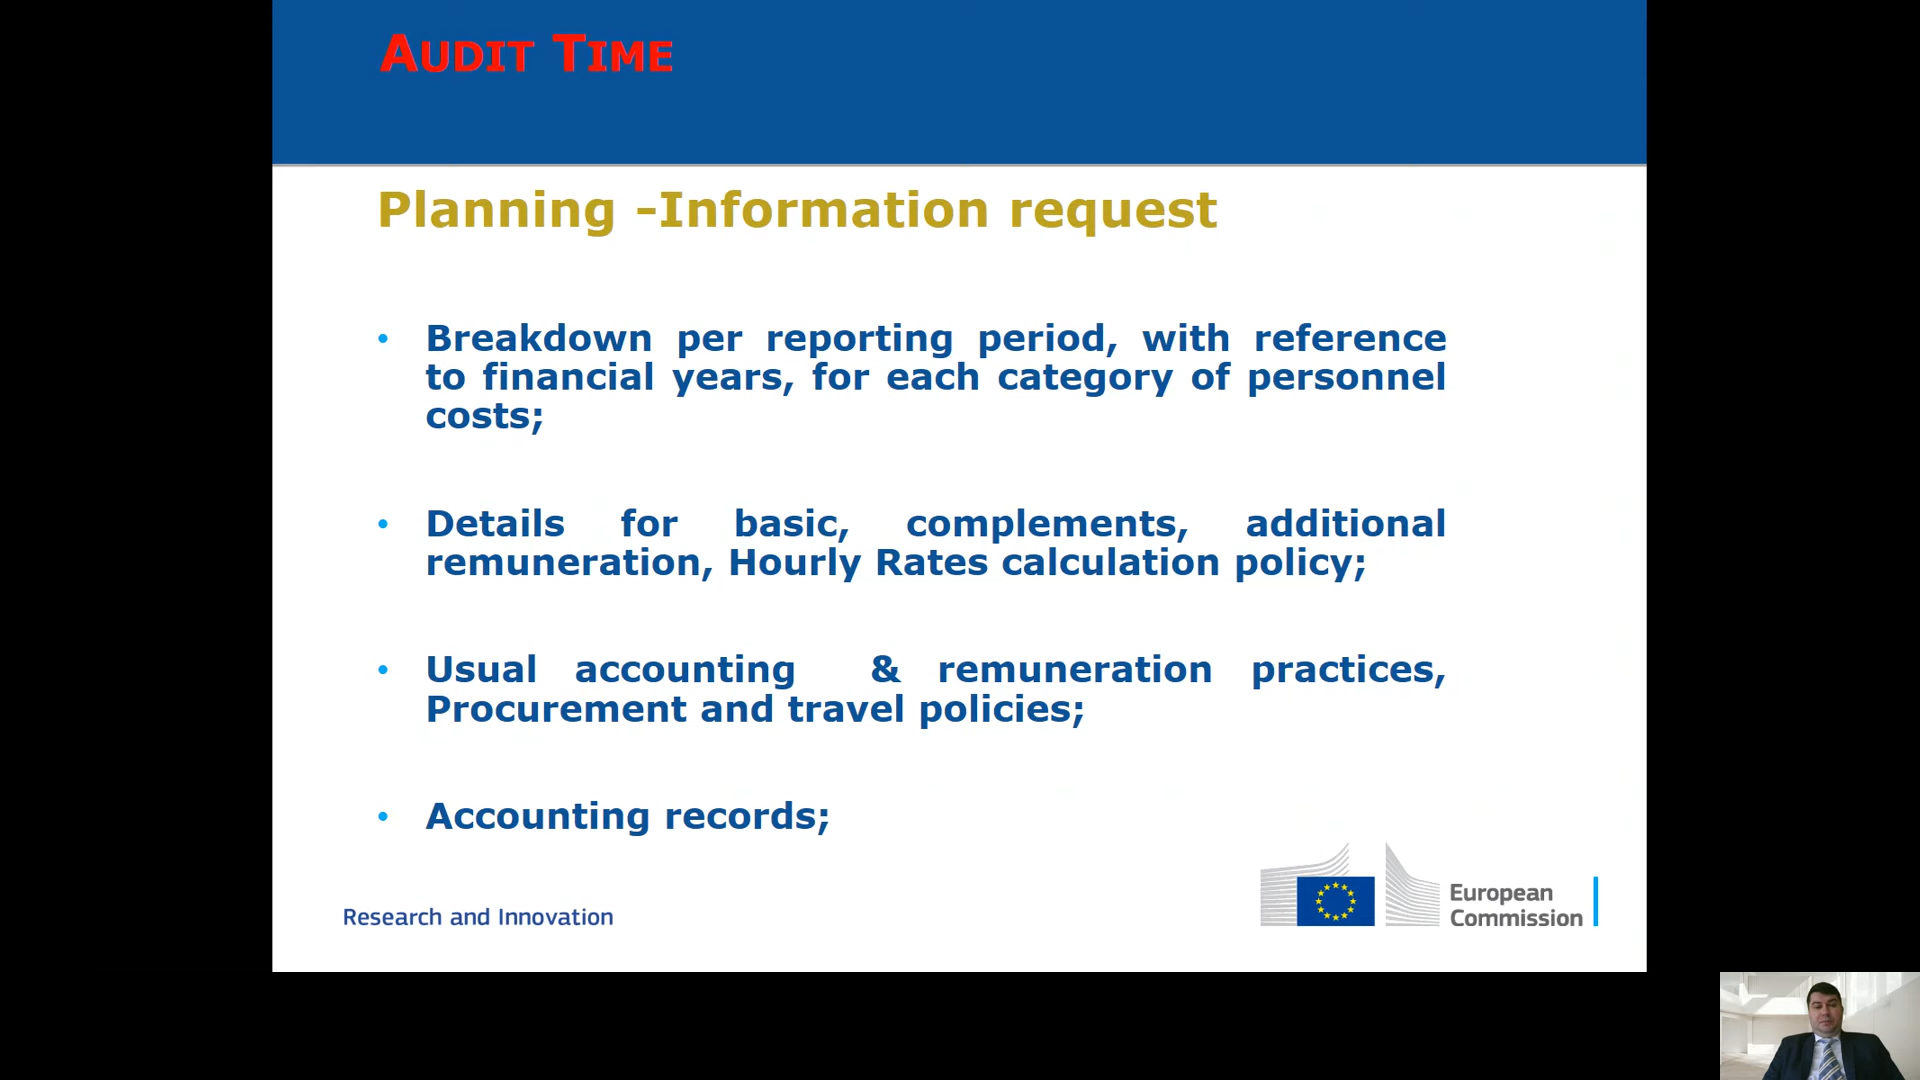 AUDIT TIME
Planning -Information request
• Breakdown per reporting period, with reference
to financial years, for each category of personnel
costs;
• Details for basic, complements, additional
remuneration, Hourly Rates calculation policy;
• Usual accounting & remuneration practices,
Procurement and travel policies;
• Accounting records;
Research and Innovation
European
Commission